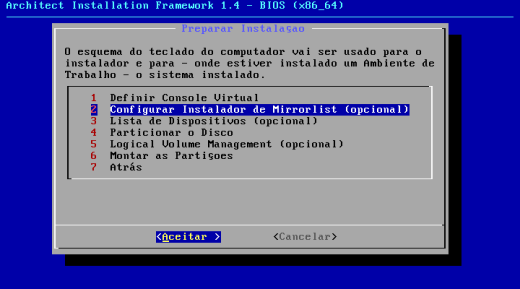 Architect Installation Framework 1.4 - BIOS (x86_64)
Preparar Instalaşao
O esquema do teclado do computador vai ser usado para o
instalador e para - onde estiver instalado um Ambiente de
Trabalho - o sistema instalado.
1 Definir Console Virtual
2 Configurar Instalador de Mirrorlist (opcional)
3 Lista de Dispositivos (opcional)
4 Particionar o Disco
5 Logical Volume Management (opcional)
6 Montar as Partişoes
7 Atrás
<Aceitar > <Cancelar>